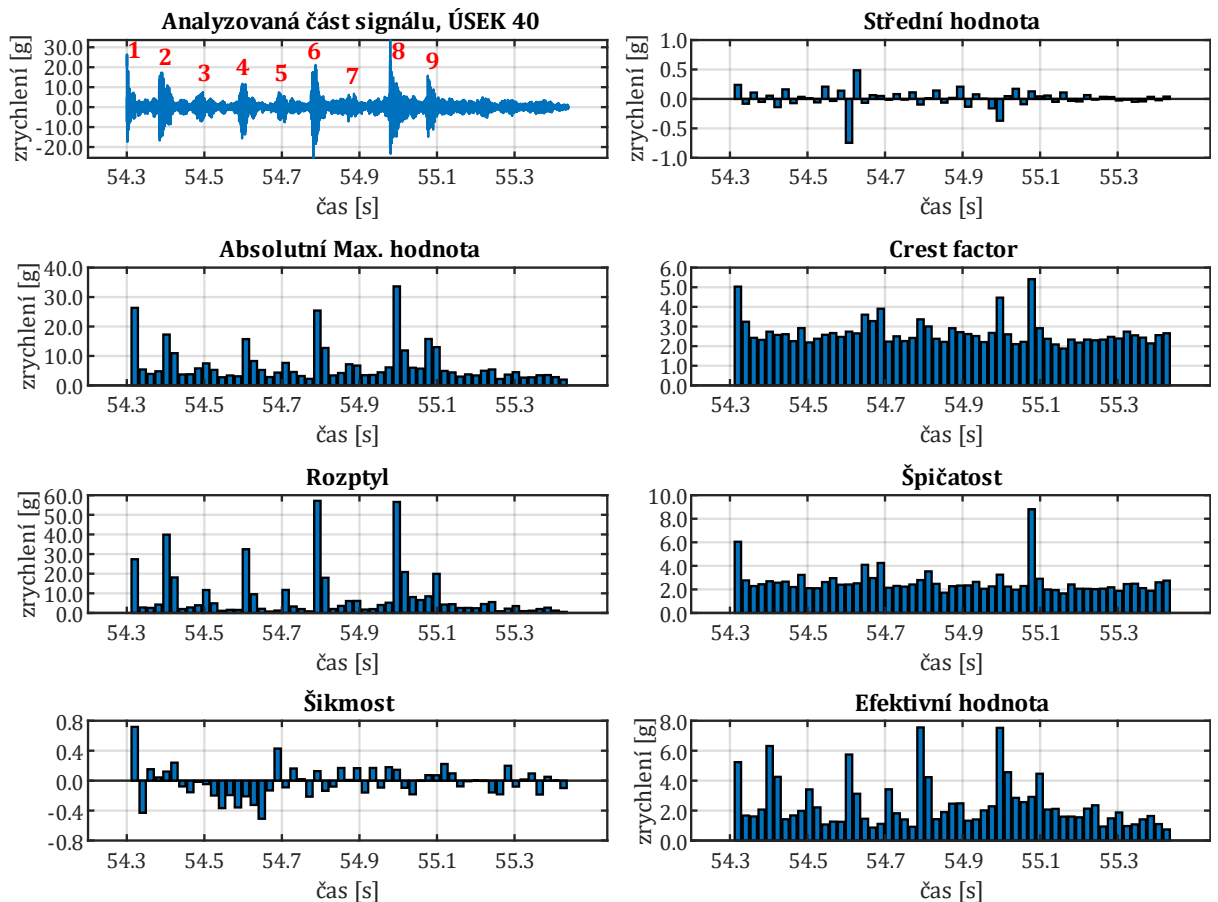 Analyzovaná část signálu, ÚSEK 40
zrychlení [g]
30.0
20.0
10.0
0.0
-10.0
-20.0
1 2 3 4 5 6 7 8 9
54.3 54.5 54.7 54.9 55.1 55.3
čas [s]
Střední hodnota
zrychlení [g]
1.0
0.5
0.0
-0.5
-1.0
54.3 54.5 54.7 54.9 55.1 55.3
čas [s]
Absolutní Max. hodnota
zrychlení [g]
40.0
30.0
20.0
10.0
0.0
54.3 54.5 54.7 54.9 55.1 55.3
čas [s]
Crest factor
6.0
5.0
4.0
3.0
2.0
1.0
0.0
54.3 54.5 54.7 54.9 55.1 55.3
čas [s]
Rozptyl
zrychlení [g]
60.0
50.0
40.0
30.0
20.0
10.0
0.0
54.3 54.5 54.7 54.9 55.1 55.3
čas [s]
Špičatost
10.0
8.0
6.0
4.0
2.0
0.0
54.3 54.5 54.7 54.9 55.1 55.3
čas [s]
Šikmost
0.8
0.4
0.0
-0.4
-0.8
54.3 54.5 54.7 54.9 55.1 55.3
čas [s]
Efektivní hodnota
zrychlení [g]
8.0
6.0
4.0
2.0
0.0
54.3 54.5 54.7 54.9 55.1 55.3
čas [s]